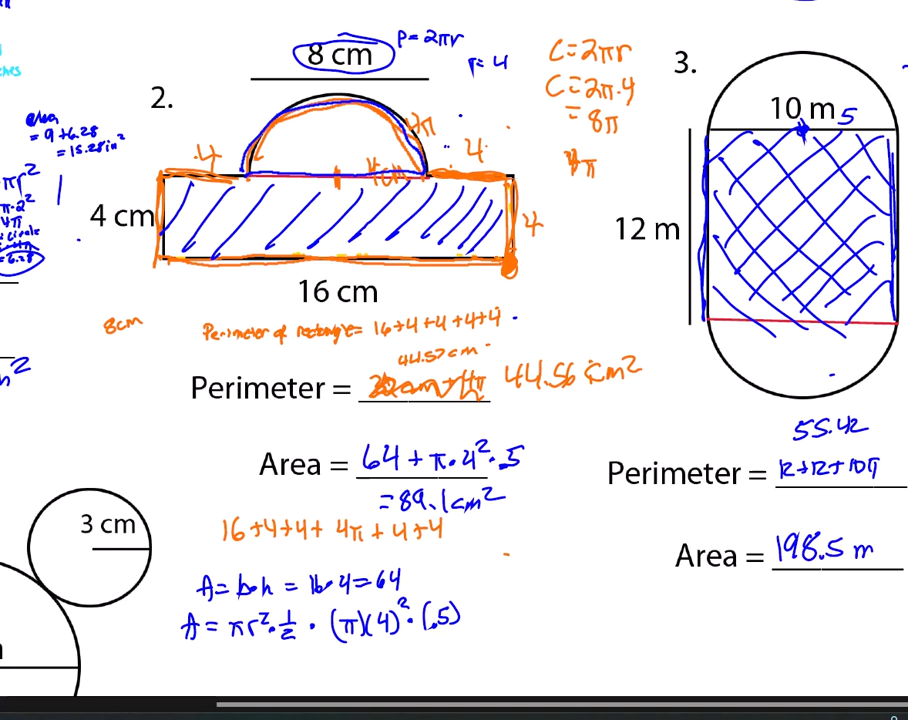 8 cm
P= 2πr
r= 4
C=2πr
C=2π·4
= 8π
4π
2.
4
4π
4
4cm
4 cm
4
16 cm
8cm
Perimeter of rectangle= 16+4+4+4+4
44.57cm
Perimeter =
44.56 cm²
Area = 64+π·4²·.5
=89.1cm²
16+4+4+ 4π+4+4
A= b·h = 16·4=64
A= πr²·1/2 · (π)(4)²·(.5)
3.
10 m 5
12 m
55.42
Perimeter = 12+12+10π
Area = 198.5 m
area
= 9+6.28
= 15.28in²
πr²
π·2²
4π
circle
=6.28
3 cm